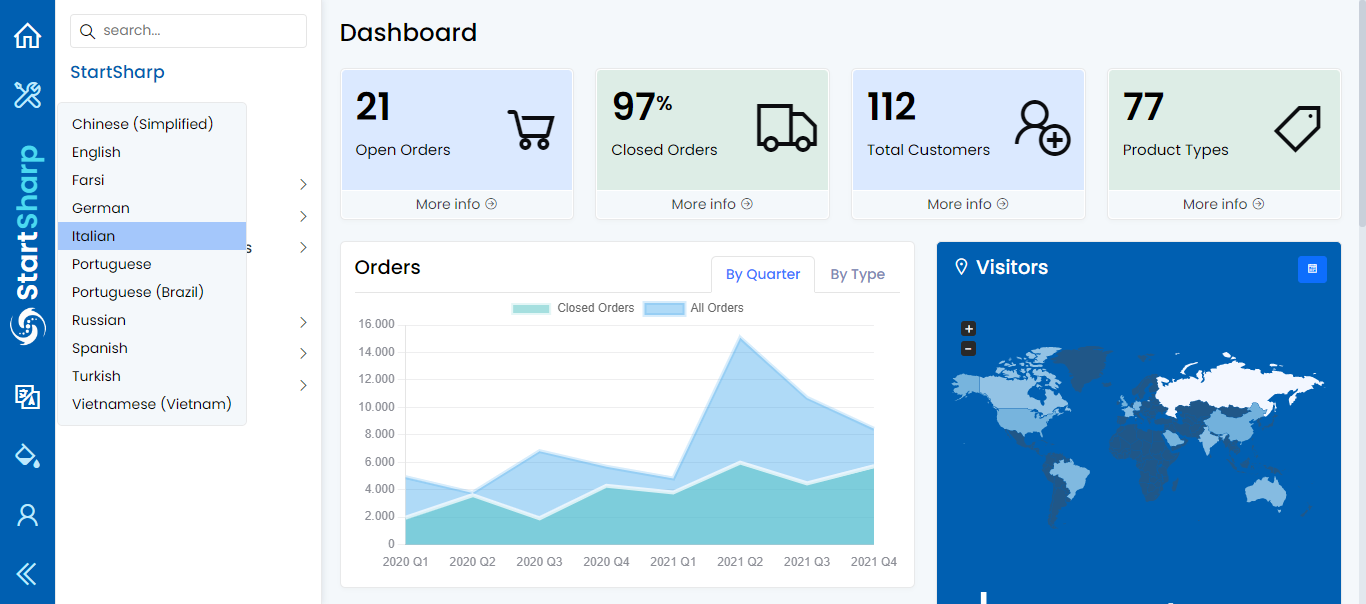 search...
StartSharp
StartSharp
Chinese (Simplified)
English
Farsi
German
Italian
Portuguese
Portuguese (Brazil)
Russian
Spanish
Turkish
Vietnamese (Vietnam)
s
Dashboard
21
Open Orders
More info
97%
Closed Orders
More info
112
Total Customers
More info
77
Product Types
More info
Orders
By Quarter
By Type
Closed Orders
All Orders
16.000
14.000
12.000
10.000
8.000
6.000
4.000
2.000
0
2020 Q1 2020 Q2 2020 Q3 2020 Q4 2021 Q1 2021 Q2 2021 Q3 2021 Q4
Visitors
+
−